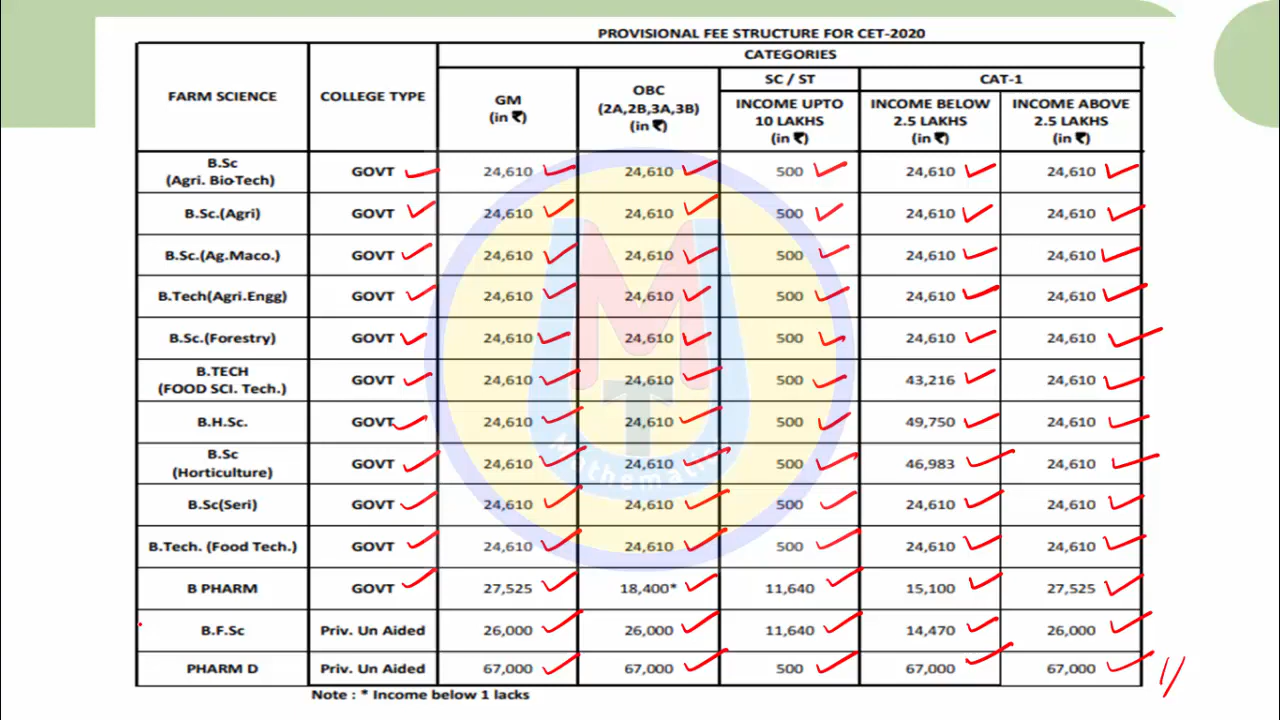 PROVISIONAL FEE STRUCTURE FOR CET-2020
FARM SCIENCE COLLEGE TYPE CATEGORIES
GM (in ₹) OBC (2A,2B,3A,3B) (in ₹) SC / ST CAT-1
INCOME UPTO 10 LAKHS (in ₹) INCOME BELOW 2.5 LAKHS (in ₹) INCOME ABOVE 2.5 LAKHS (in ₹)
B.Sc (Agri. Bio-Tech) GOVT 24,610 24,610 500 24,610 24,610
B.Sc.(Agri) GOVT 24,610 24,610 500 24,610 24,610
B.Sc.(Ag.Maco.) GOVT 24,610 24,610 500 24,610 24,610
B.Tech(Agri.Engg) GOVT 24,610 24,610 500 24,610 24,610
B.Sc.(Forestry) GOVT 24,610 24,610 500 24,610 24,610
B.TECH (FOOD SCI. Tech.) GOVT 24,610 24,610 500 43,216 24,610
B.H.Sc. GOVT 24,610 24,610 500 49,750 24,610
B.Sc (Horticulture) GOVT 24,610 24,610 500 46,983 24,610
B.Sc(Seri) GOVT 24,610 24,610 500 24,610 24,610
B.Tech. (Food Tech.) GOVT 24,610 24,610 500 24,610 24,610
B PHARM GOVT 27,525 18,400* 11,640 15,100 27,525
B.F.Sc Priv. Un Aided 26,000 26,000 11,640 14,470 26,000
PHARM D Priv. Un Aided 67,000 67,000 500 67,000 67,000
Note : * Income below 1 lacks